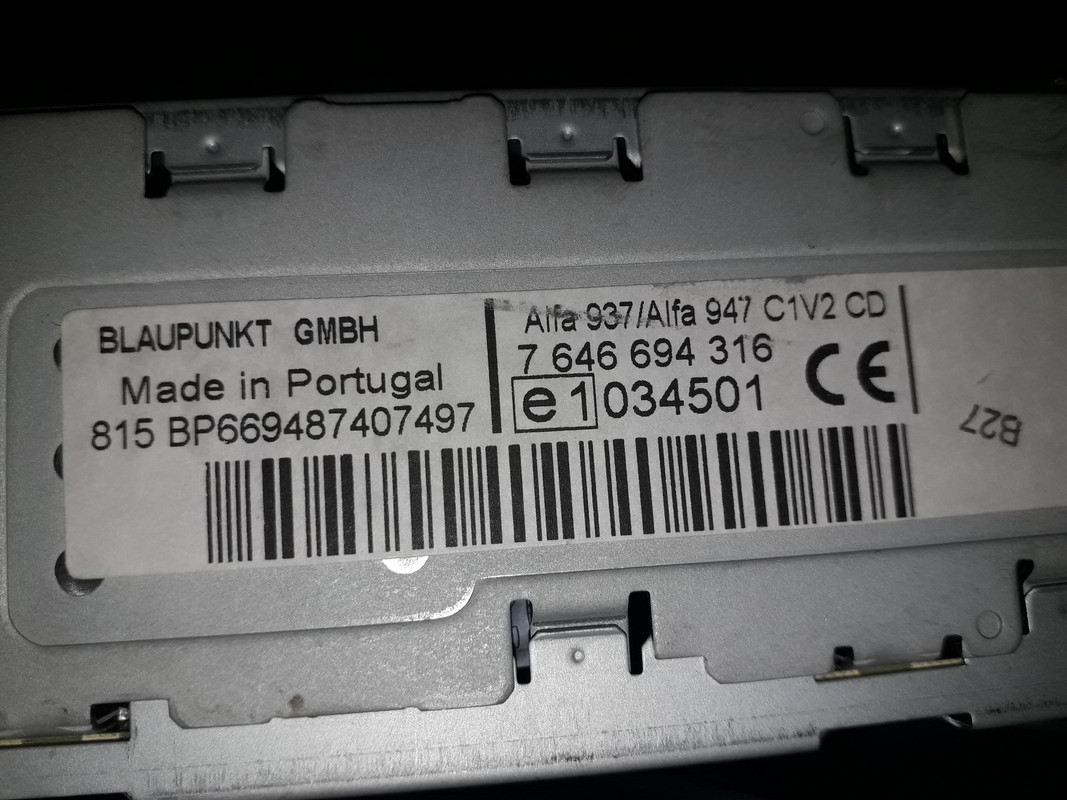 BLAUPUNKT GMBH
Made in Portugal
815 BP669487407497
Alfa 937/Alfa 947 C1V2 CD
7 646 694 316
e1 034501
CE
B27